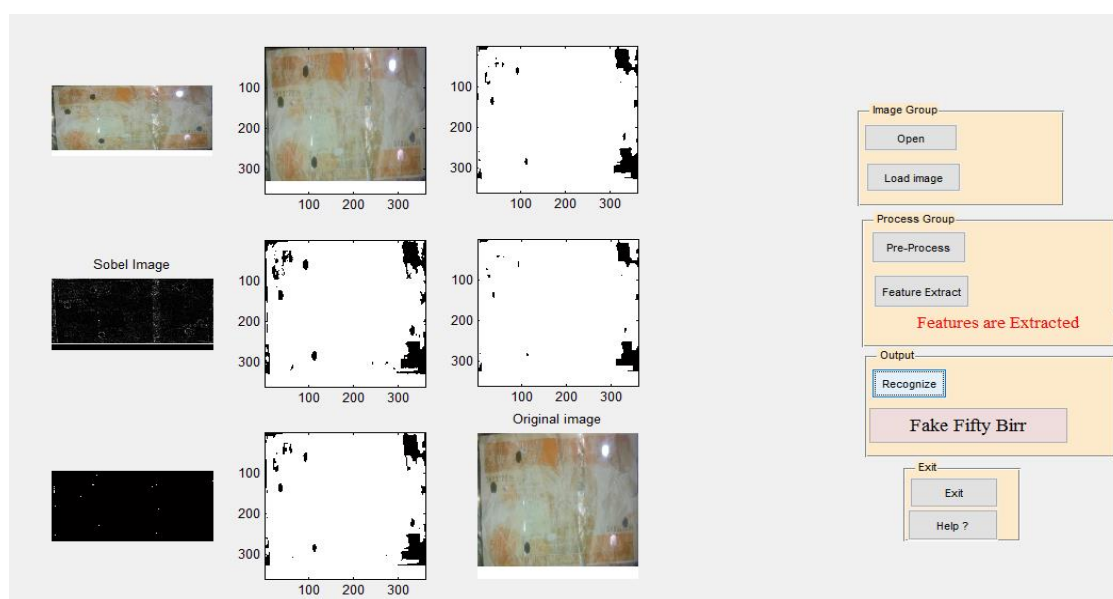 100
200
300
100 200 300
100
200
300
100 200 300
Sobel Image
100
200
300
100 200 300
100
200
300
100 200 300
100
200
300
100 200 300
Original image
Image Group
Open
Load image
Process Group
Pre-Process
Feature Extract
Features are Extracted
Output
Recognize
Fake Fifty Birr
Exit
Exit
Help ?